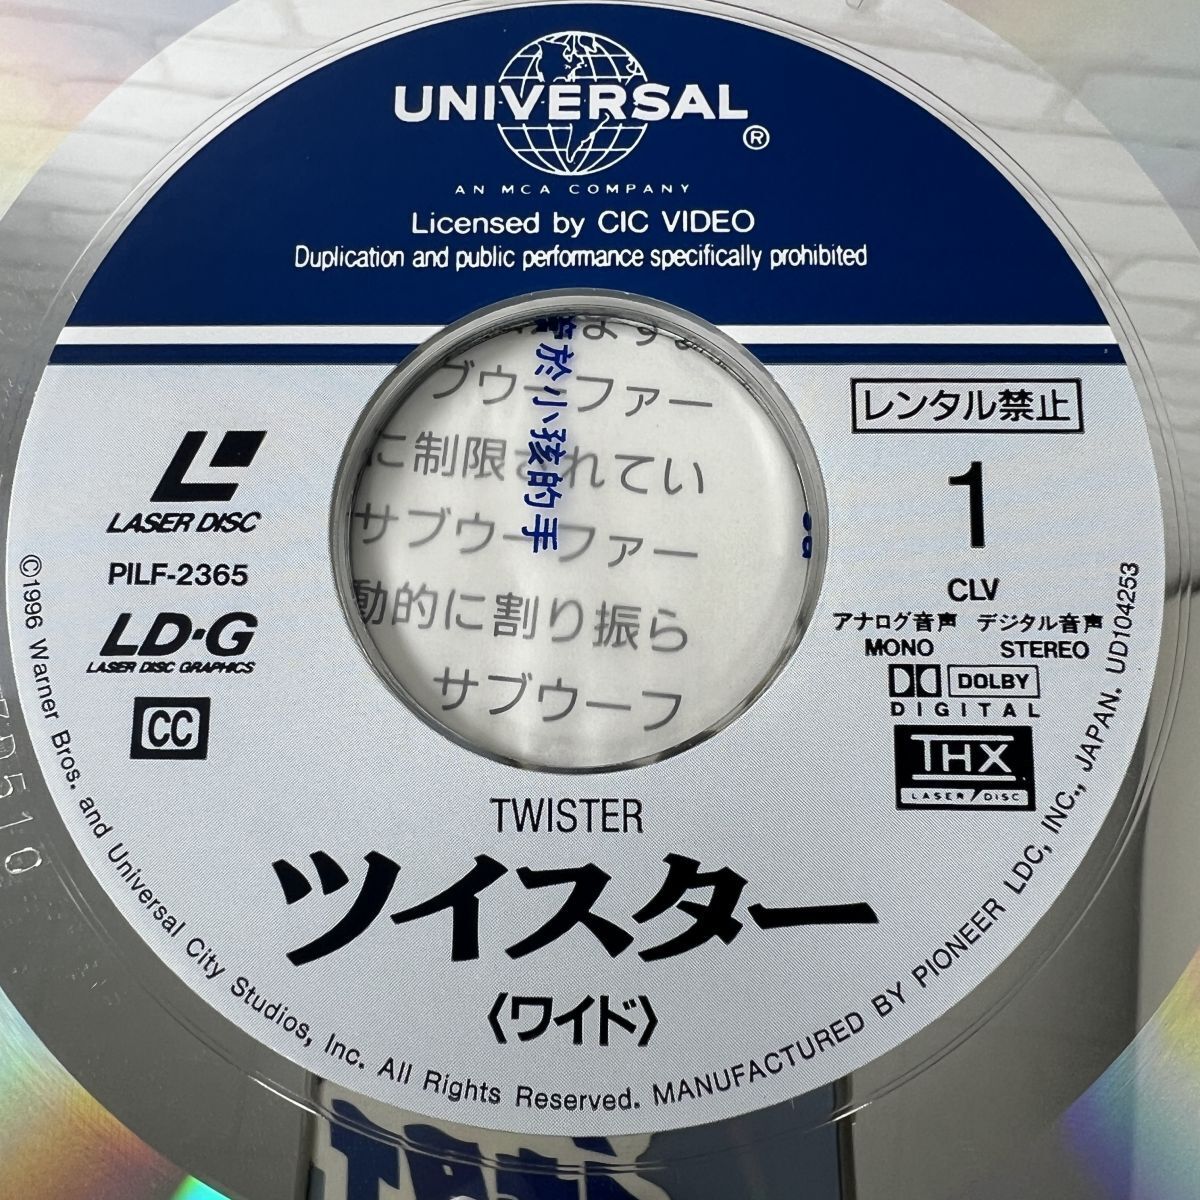 UNIVERSAL
®
AN MCA COMPANY
Licensed by CIC VIDEO
Duplication and public performance specifically prohibited
LASER DISC
PILF-2365
LD-G
LASER DISC GRAPHICS
CC
レンタル禁止
1
CLV
アナログ音声 デジタル音声
MONO STEREO
DOLBY
DIGITAL
THX
LASER DISC
ブウーファー
に制限されてい
サブウーファー
動的に割り振ら
サブウーフ
於小孩的手
TWISTER
ツイスター
〈ワイド〉
©1996 Warner Bros. and Universal City Studios, Inc. All Rights Reserved. MANUFACTURED BY PIONEER LDC, INC., JAPAN. UD104253